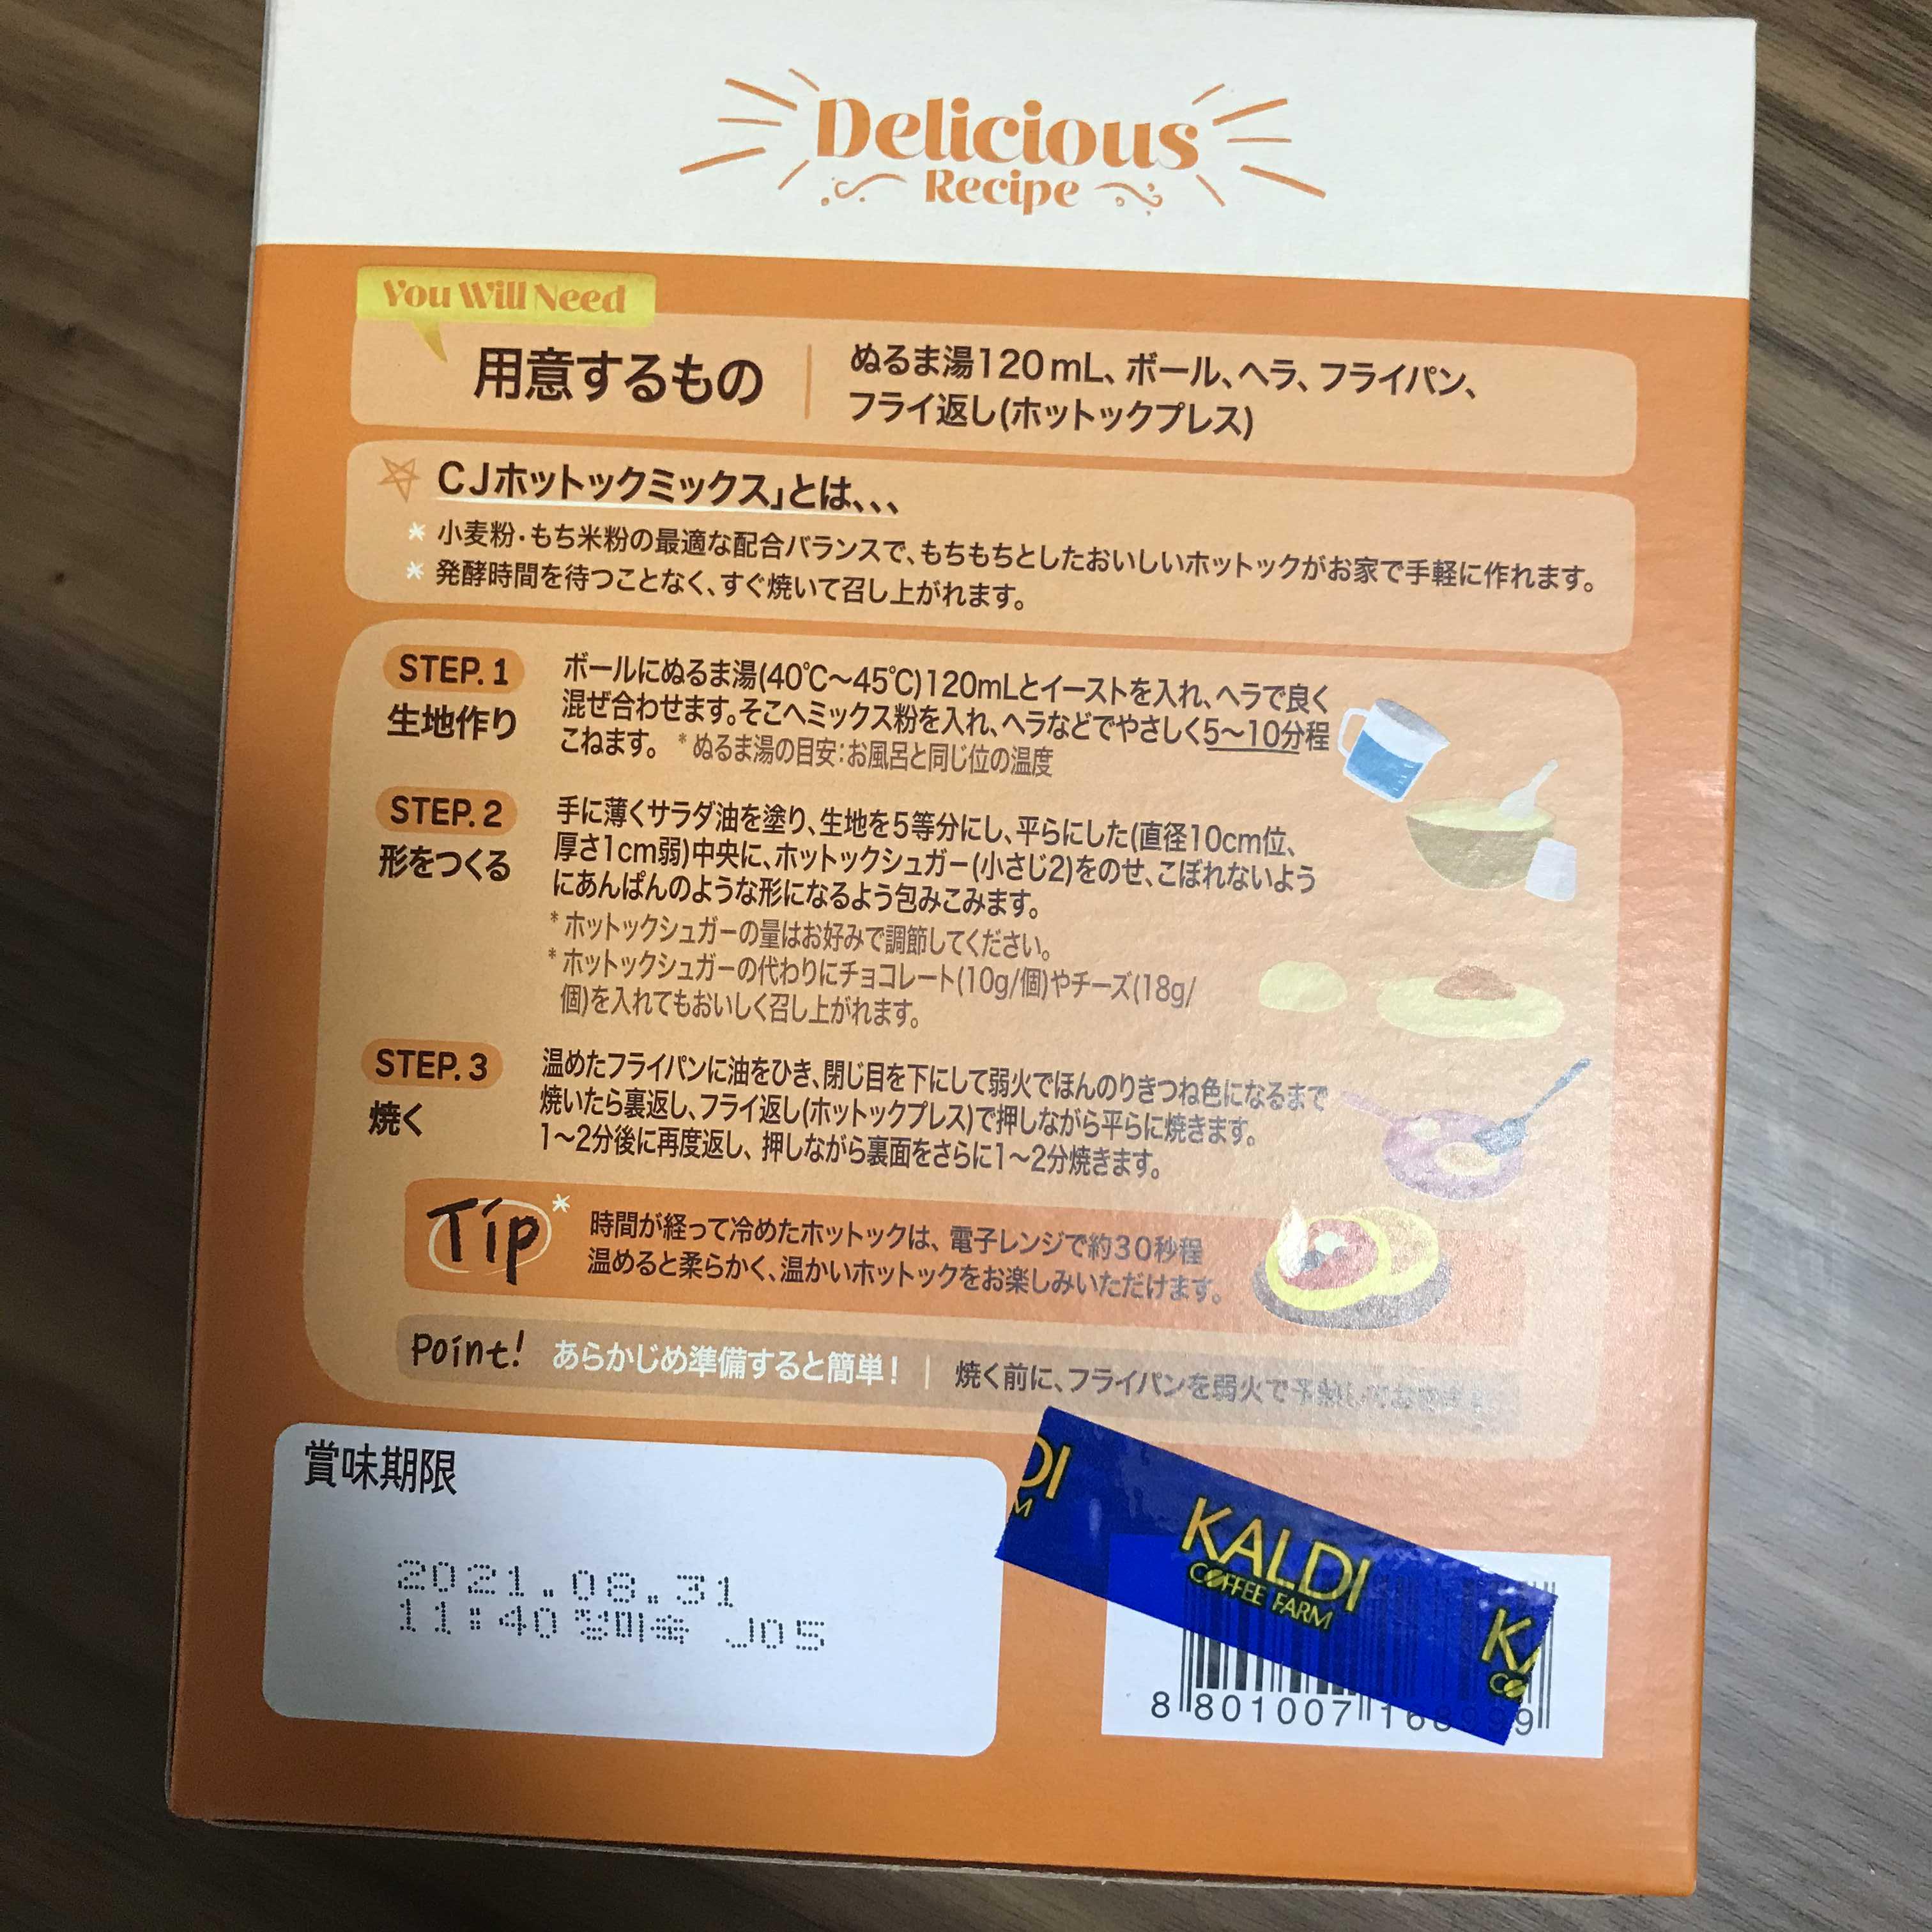 Delicious
Recipe
You Will Need
用意するもの
ぬるま湯120mL、ボール、ヘラ、フライパン、
フライ返し(ホットックプレス)
CJホットックミックス」とは、、、
* 小麦粉・もち米粉の最適な配合バランスで、もちもちとしたおいしいホットックがお家で手軽に作れます。
* 発酵時間を待つことなく、すぐ焼いて召し上がれます。
STEP. 1
生地作り
ボールにぬるま湯(40℃～45℃)120mLとイーストを入れ、ヘラで良く
混ぜ合わせます。そこへミックス粉を入れ、ヘラなどでやさしく5～10分程
こねます。 *ぬるま湯の目安：お風呂と同じ位の温度
STEP. 2
形をつくる
手に薄くサラダ油を塗り、生地を5等分にし、平らにした(直径10cm位、
厚さ1cm弱)中央に、ホットックシュガー(小さじ2)をのせ、こぼれないよう
にあんぱんのような形になるよう包みこみます。
*ホットックシュガーの量はお好みで調節してください。
*ホットックシュガーの代わりにチョコレート(10g/個)やチーズ(18g/
個)を入れてもおいしく召し上がれます。
STEP. 3
焼く
温めたフライパンに油をひき、閉じ目を下にして弱火でほんのりきつね色になるまで
焼いたら裏返し、フライ返し(ホットックプレス)で押しながら平らに焼きます。
1～2分後に再度返し、押しながら裏面をさらに1～2分焼きます。
Tip*
時間が経って冷めたホットックは、電子レンジで約30秒程
温めると柔らかく、温かいホットックをお楽しみいただけます。
Point!
あらかじめ準備すると簡単！
焼く前に、フライパンを弱火で予熱しておきます
賞味期限
2021.08.31
11:40 J05
DI
M
KALDI
COFFEE FARM
KA
CO
8 801007 16